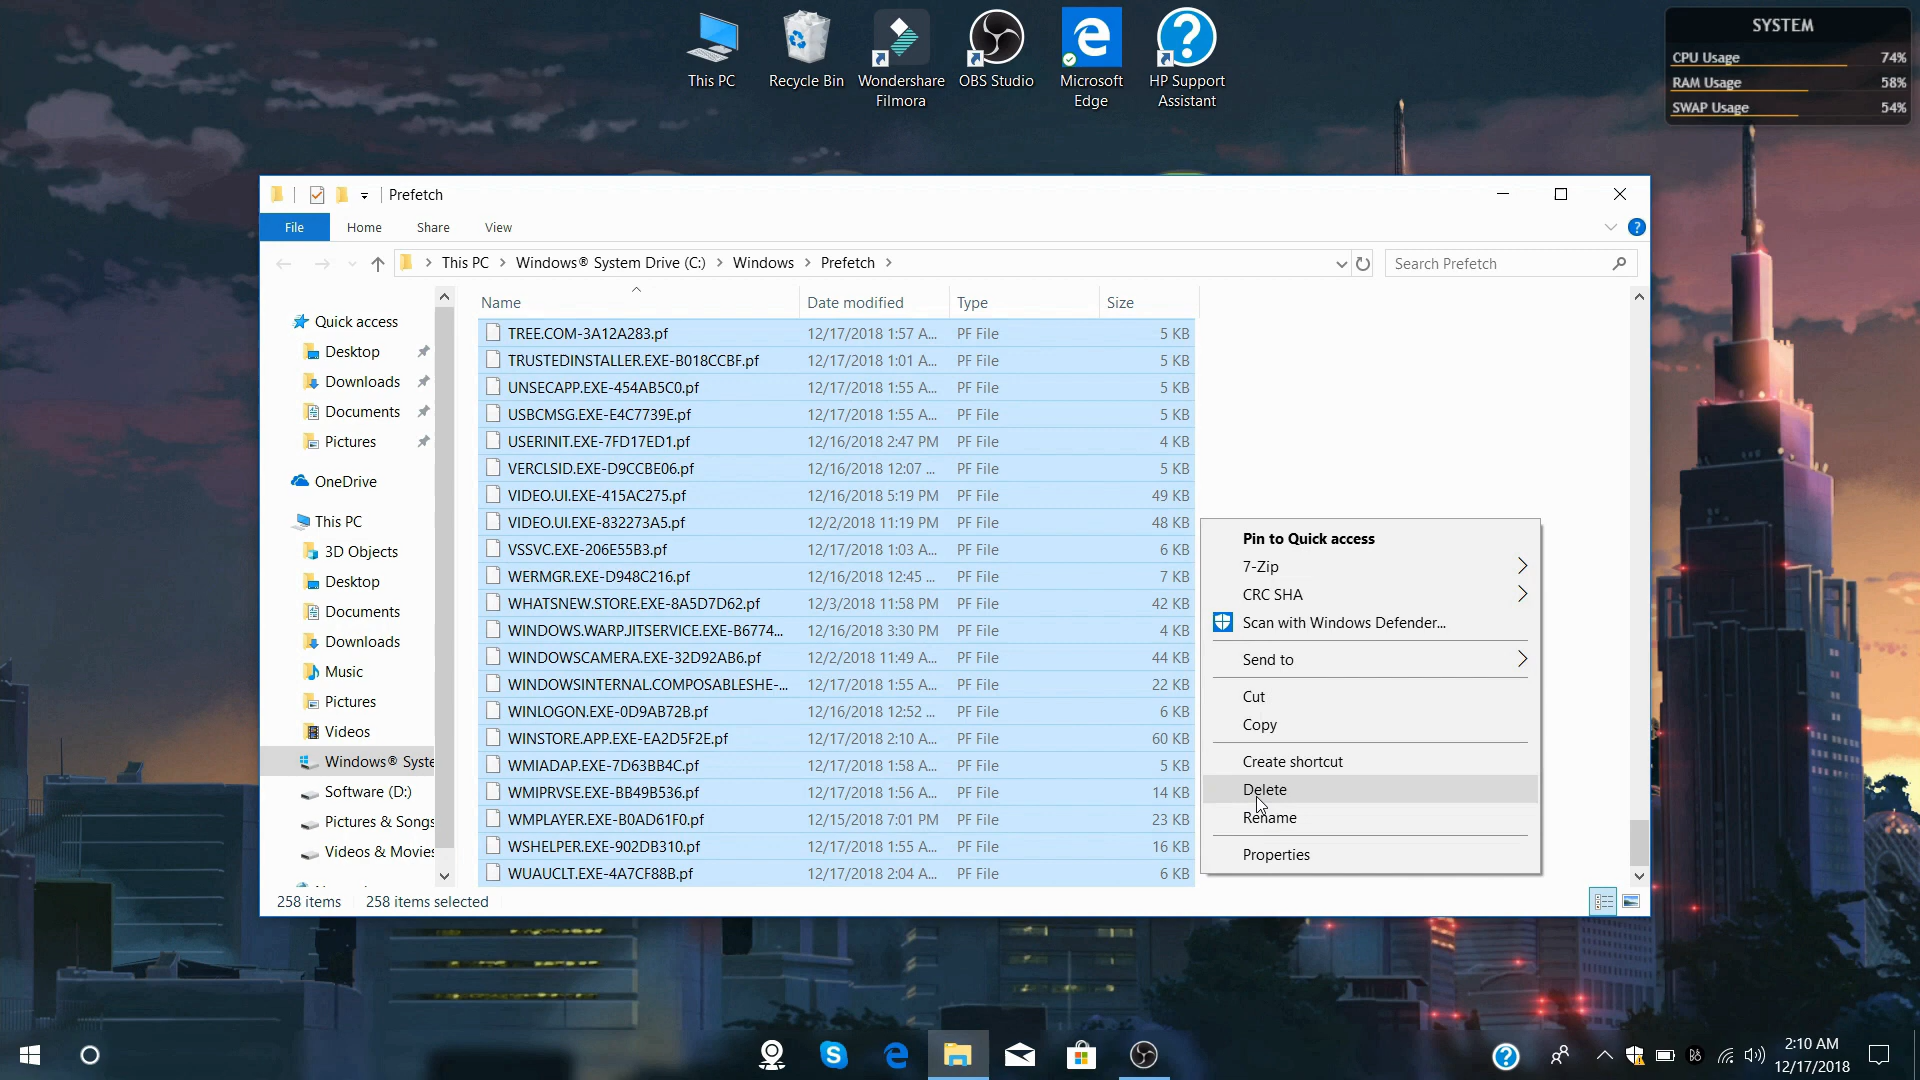 This PC
Recycle Bin
Wondershare
Filmora
OBS Studio
Microsoft
Edge
HP Support
Assistant
SYSTEM
CPU Usage 74%
RAM Usage 58%
SWAP Usage 54%
Prefetch
File Home Share View
This PC Windows® System Drive (C:) Windows Prefetch
Search Prefetch
Name Date modified Type Size
Quick access
Desktop
Downloads
Documents
Pictures
OneDrive
This PC
3D Objects
Desktop
Documents
Downloads
Music
Pictures
Videos
Windows® Syste
Software (D:)
Pictures & Songs
Videos & Movies
TREE.COM-3A12A283.pf 12/17/2018 1:57 A... PF File 5 KB
TRUSTEDINSTALLER.EXE-B018CCBF.pf 12/17/2018 1:01 A... PF File 5 KB
UNSECAPP.EXE-454AB5C0.pf 12/17/2018 1:55 A... PF File 5 KB
USBCMSG.EXE-E4C7739E.pf 12/17/2018 1:55 A... PF File 5 KB
USERINIT.EXE-7FD17ED1.pf 12/16/2018 2:47 PM PF File 4 KB
VERCLSID.EXE-D9CCBE06.pf 12/16/2018 12:07 ... PF File 5 KB
VIDEO.UI.EXE-415AC275.pf 12/16/2018 5:19 PM PF File 49 KB
VIDEO.UI.EXE-832273A5.pf 12/2/2018 11:19 PM PF File 48 KB
VSSVC.EXE-206E55B3.pf 12/17/2018 1:03 A... PF File 6 KB
WERMGR.EXE-D948C216.pf 12/16/2018 12:45 ... PF File 7 KB
WHATSNEW.STORE.EXE-8A5D7D62.pf 12/3/2018 11:58 PM PF File 42 KB
WINDOWS.WARP.JITSERVICE.EXE-B6774... 12/16/2018 3:30 PM PF File 4 KB
WINDOWSCAMERA.EXE-32D92AB6.pf 12/2/2018 11:49 A... PF File 44 KB
WINDOWSINTERNAL.COMPOSABLESHE-... 12/17/2018 1:55 A... PF File 22 KB
WINLOGON.EXE-0D9AB72B.pf 12/16/2018 12:52 ... PF File 6 KB
WINSTORE.APP.EXE-EA2D5F2E.pf 12/17/2018 2:10 A... PF File 60 KB
WMIADAP.EXE-7D63BB4C.pf 12/17/2018 1:58 A... PF File 5 KB
WMIPRVSE.EXE-BB49B536.pf 12/17/2018 1:56 A... PF File 14 KB
WMPLAYER.EXE-B0AD61F0.pf 12/15/2018 7:01 PM PF File 23 KB
WSHELPER.EXE-902DB310.pf 12/17/2018 1:55 A... PF File 16 KB
WUAUCLT.EXE-4A7CF88B.pf 12/17/2018 2:04 A... PF File 6 KB
Pin to Quick access
7-Zip
CRC SHA
Scan with Windows Defender...
Send to
Cut
Copy
Create shortcut
Delete
Rename
Properties
258 items 258 items selected
2:10 AM
12/17/2018